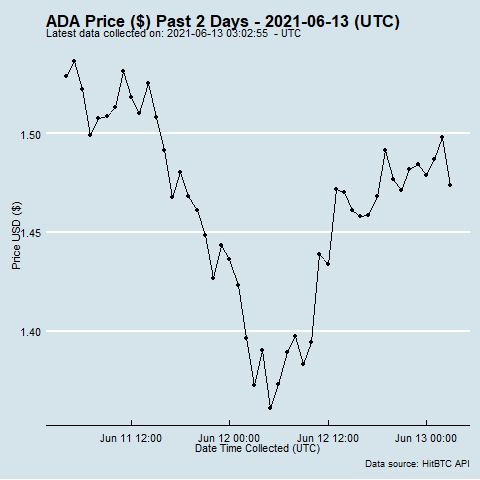 ADA Price ($) Past 2 Days - 2021-06-13 (UTC)
Latest data collected on: 2021-06-13 03:02:55 - UTC
1.50
1.45
1.40
Price USD ($)
Jun 11 12:00 Jun 12 00:00 Jun 12 12:00 Jun 13 00:00
Date Time Collected (UTC)
Data source: HitBTC API